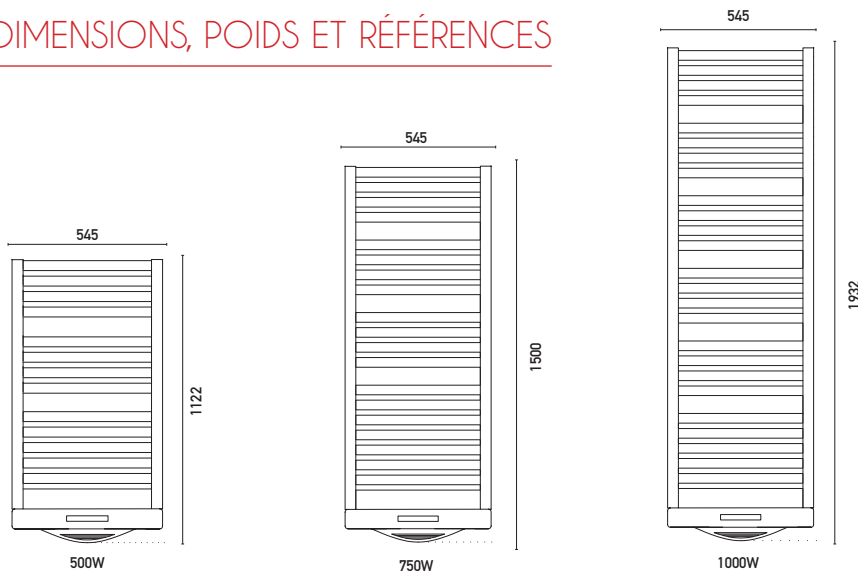 DIMENSIONS, POIDS ET RÉFÉRENCES
545
1122
500W
545
1500
750W
545
1932
1000W